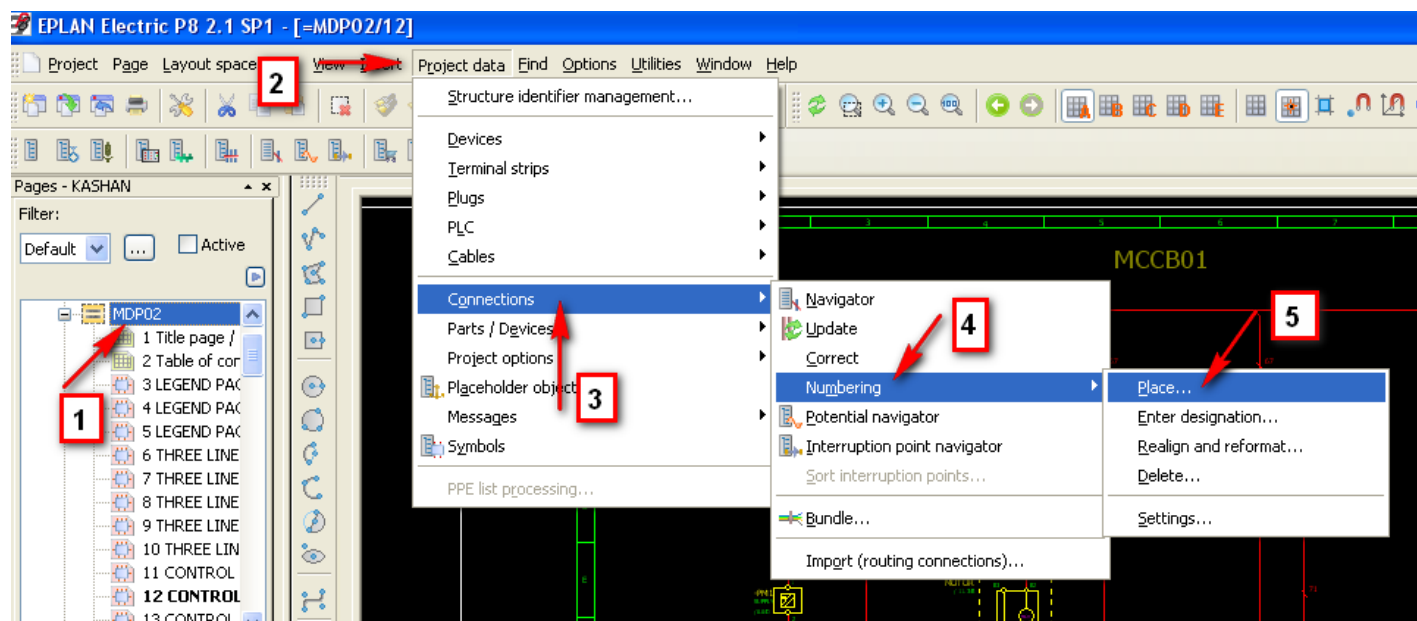 EPLAN Electric P8 2.1 SP1 - [=MDP02/12]
Project Page Layout space View Insert Project data Find Options Utilities Window Help
2
Structure identifier management...
Devices
Terminal strips
Plugs
PLC
Cables
Connections
Parts / Devices
Project options
Placeholder object
Messages
Symbols
PPE list processing...
3
Pages - KASHAN
Filter:
Default
...
Active
MDP02
1 Title page /
2 Table of cor
3 LEGEND PAG
4 LEGEND PAG
5 LEGEND PAG
6 THREE LINE
7 THREE LINE
8 THREE LINE
9 THREE LINE
10 THREE LIN
11 CONTROL
12 CONTROL
13 CONTROL
1
3 4 5 6 7
MCCB01
Navigator
Update
Correct
Numbering
Potential navigator
Interruption point navigator
Sort interruption points...
Bundle...
Import (routing connections)...
4
5
Place...
Enter designation...
Realign and reformat...
Delete...
Settings...